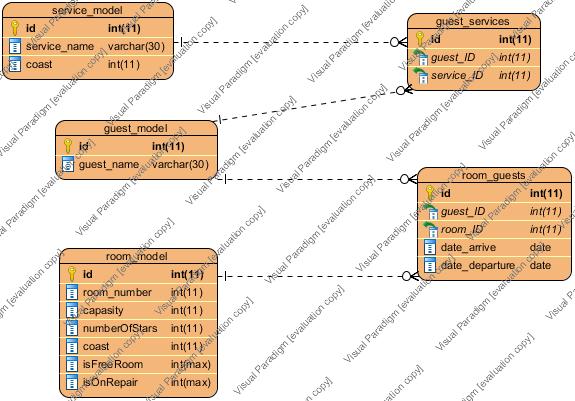 service_model
id int(11)
service_name varchar(30)
coast int(11)
guest_services
id int(11)
guest_ID int(11)
service_ID int(11)
guest_model
id int(11)
guest_name varchar(30)
room_guests
id int(11)
guest_ID int(11)
room_ID int(11)
date_arrive date
date_departure date
room_model
id int(11)
room_number int(11)
capasity int(11)
numberOfStars int(11)
coast int(11)
isFreeRoom int(max)
isOnRepair int(max)
Visual Paradigm [evaluation copy]